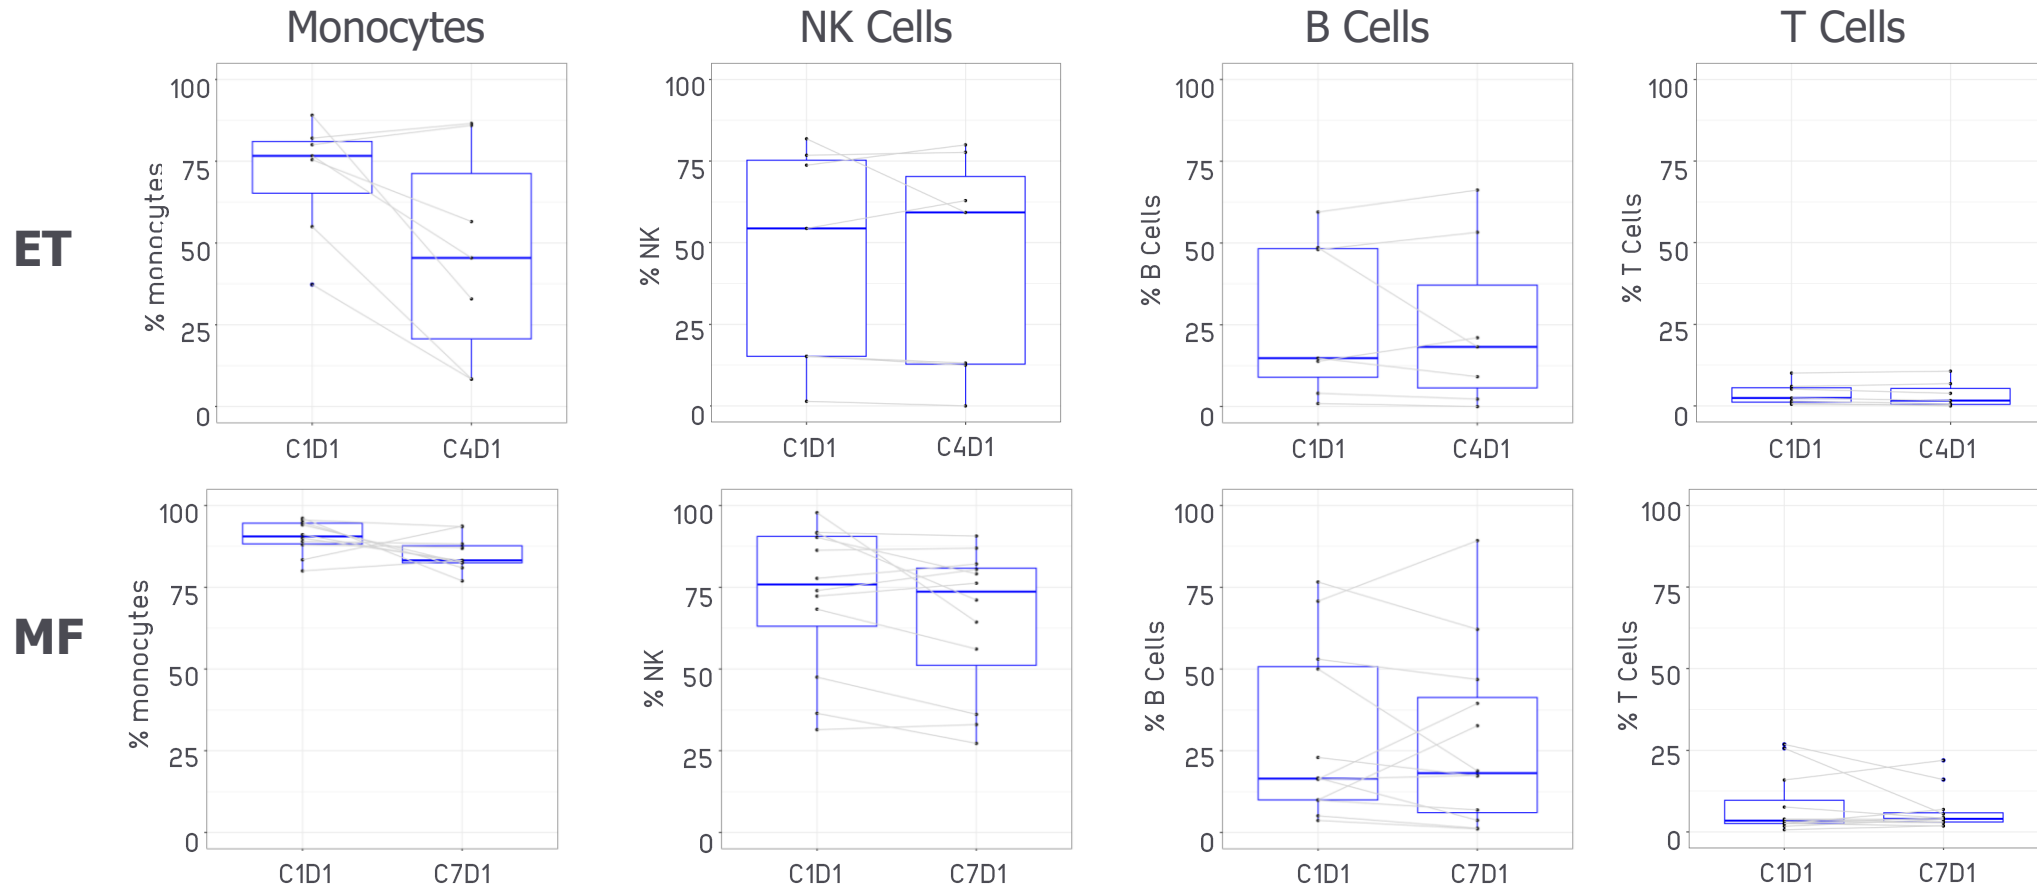 Monocytes NK Cells B Cells T Cells
ET
% monocytes
100
75
50
25
0
C1D1 C4D1
% NK
100
75
50
25
0
C1D1 C4D1
% B Cells
100
75
50
25
0
C1D1 C4D1
% T Cells
100
75
50
25
0
C1D1 C4D1
MF
% monocytes
100
75
50
25
0
C1D1 C7D1
% NK
100
75
50
25
0
C1D1 C7D1
% B Cells
100
75
50
25
0
C1D1 C7D1
% T Cells
100
75
50
25
0
C1D1 C7D1